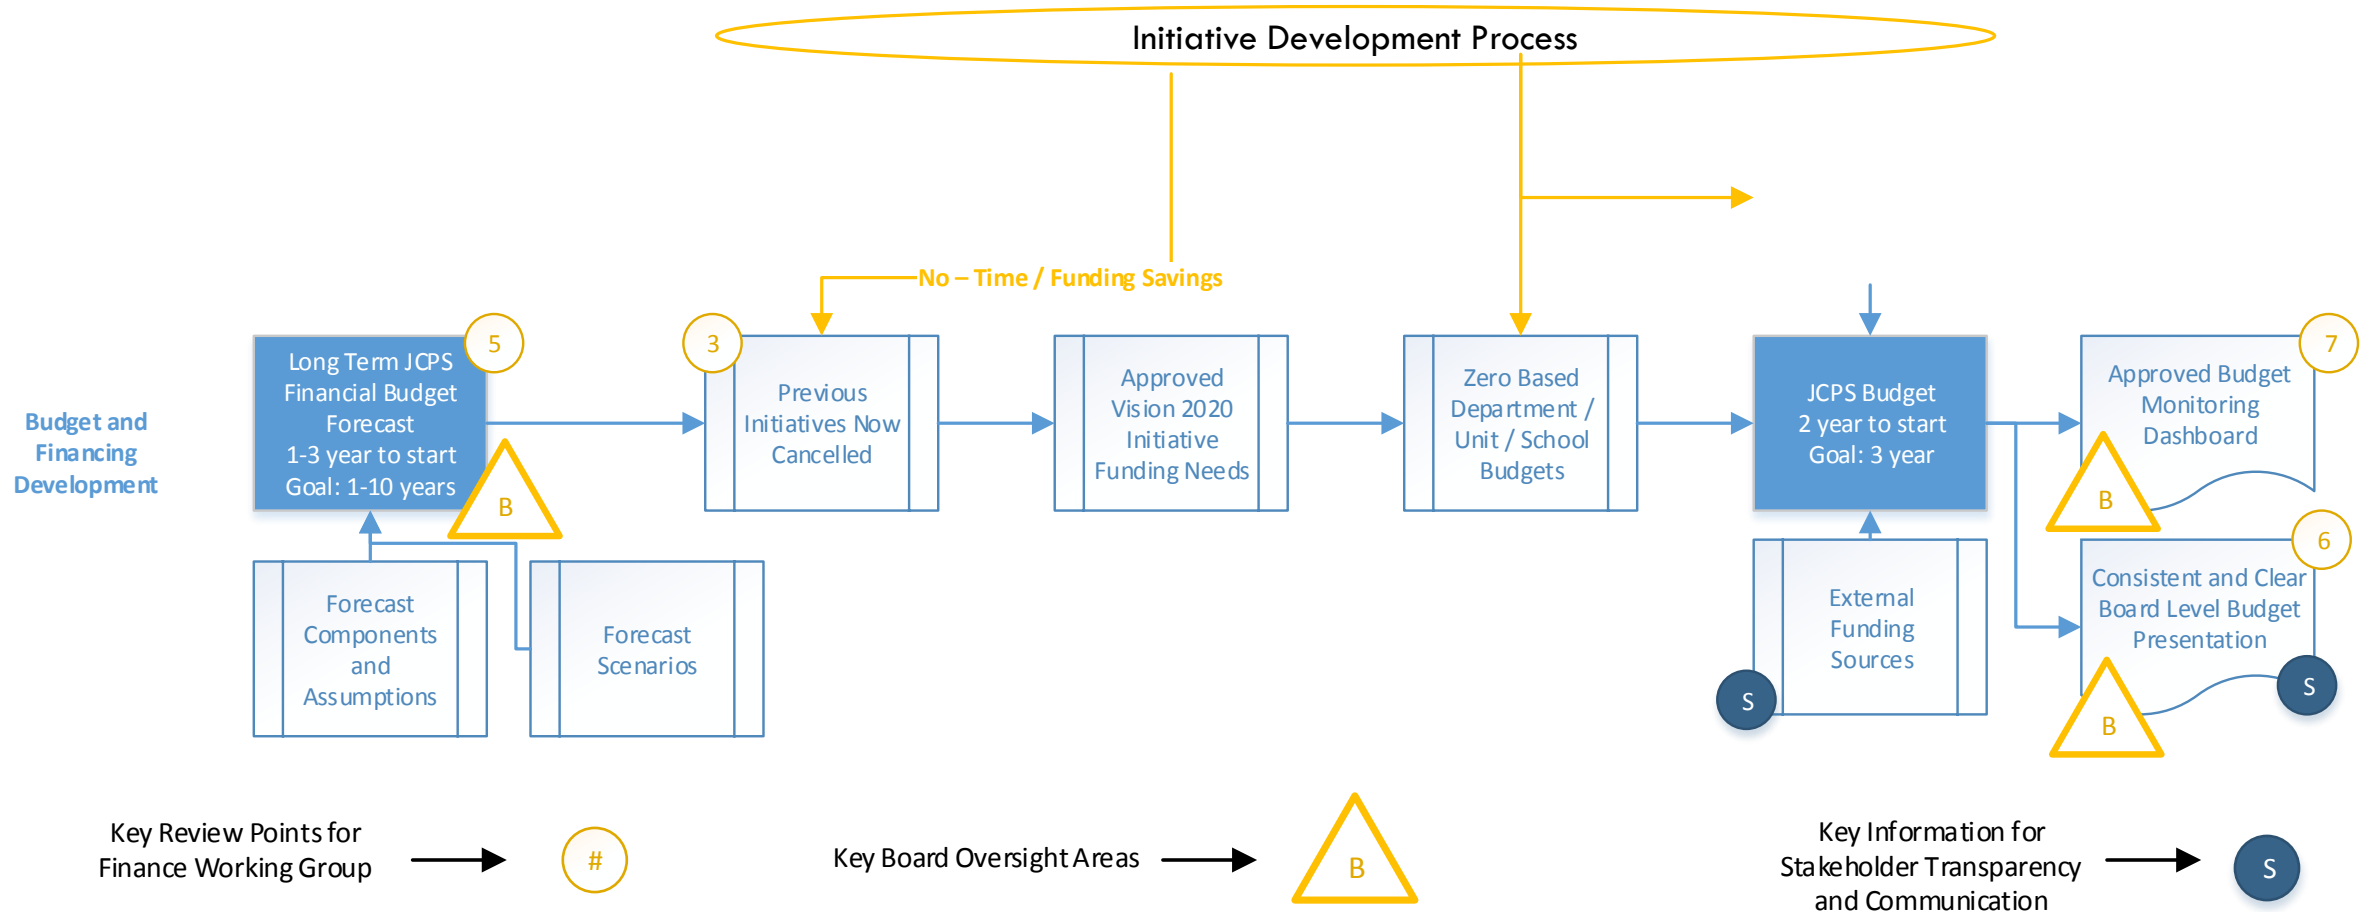 Initiative Development Process
No – Time / Funding Savings
Budget and
Financing
Development
Long Term JCPS
Financial Budget
Forecast
1-3 year to start
Goal: 1-10 years
5
B
3
Previous
Initiatives Now
Cancelled
Approved
Vision 2020
Initiative
Funding Needs
Zero Based
Department /
Unit / School
Budgets
JCPS Budget
2 year to start
Goal: 3 year
7
Approved Budget
Monitoring
Dashboard
B
Forecast
Components
and
Assumptions
Forecast
Scenarios
External
Funding
Sources
S
6
Consistent and Clear
Board Level Budget
Presentation
B
S
Key Review Points for
Finance Working Group
#
Key Board Oversight Areas
B
Key Information for
Stakeholder Transparency
and Communication
S